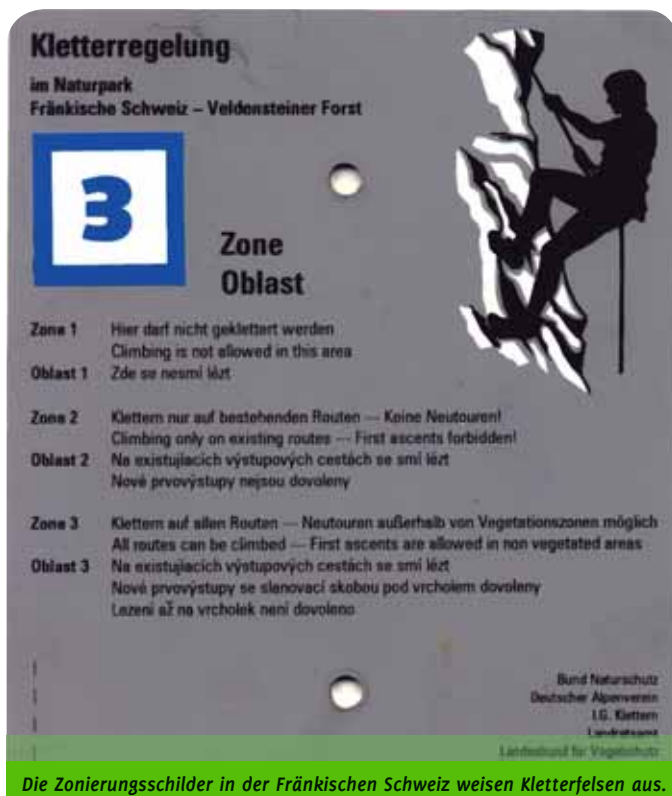 Kletterregelung
im Naturpark
Fränkische Schweiz – Veldensteiner Forst
3
Zone
Oblast
Zone 1 Hier darf nicht geklettert werden
Climbing is not allowed in this area
Oblast 1 Zde se nesmí lézt
Zone 2 Klettern nur auf bestehenden Routen — Keine Neutouren!
Climbing only on existing routes — First ascents forbidden!
Oblast 2 Na existujlacich výstupových cestách se smí lézt
Nové prvovýstupy nejsou dovoleny
Zone 3 Klettern auf allen Routen — Neutouren außerhalb von Vegetationszonen möglich
All routes can be climbed — First ascents are allowed in non vegetated areas
Oblast 3 Na existujlacich výstupových cestách se smí lézt
Nové prvovýstupy se slanovací skobou pod vrcholem dovoleny
Lezení až na vrcholek není dovoleno
Bund Naturschutz
Deutscher Alpenverein
I.G. Klettern
Landratsamt
Landesbund für Vogelschutz
Die Zonierungsschilder in der Fränkischen Schweiz weisen Kletterfelsen aus.